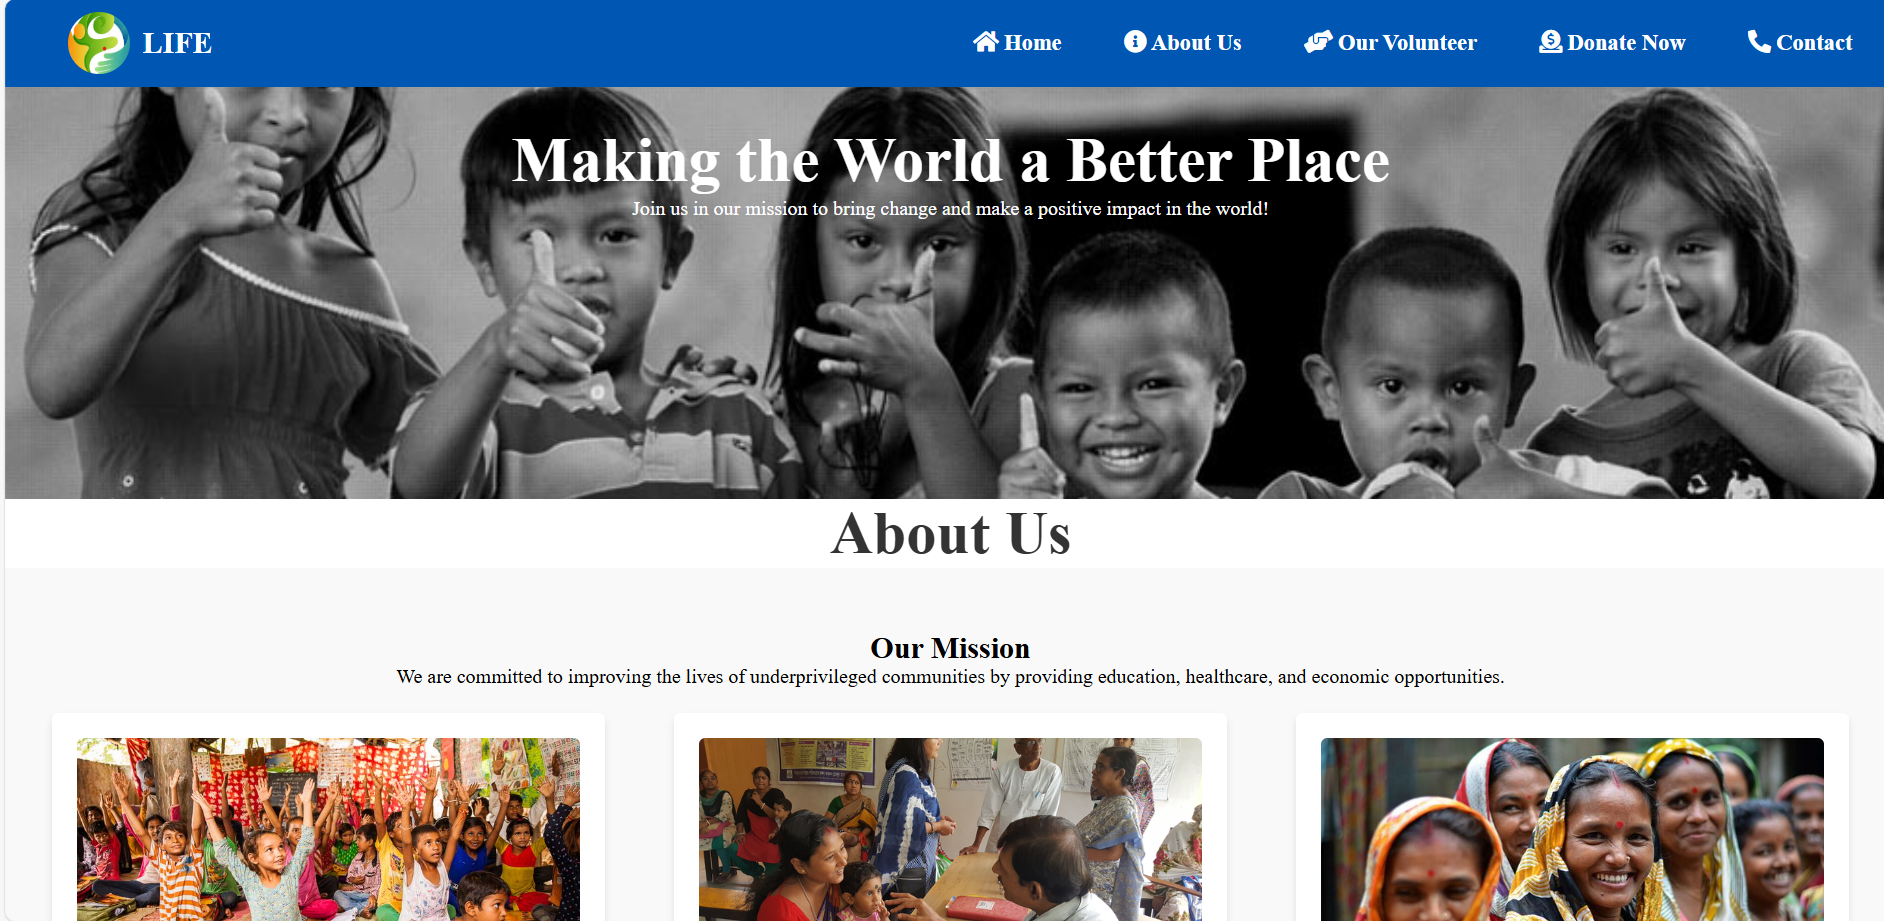 LIFE
Home
About Us
Our Volunteer
Donate Now
Contact
Making the World a Better Place
Join us in our mission to bring change and make a positive impact in the world!
About Us
Our Mission
We are committed to improving the lives of underprivileged communities by providing education, healthcare, and economic opportunities.